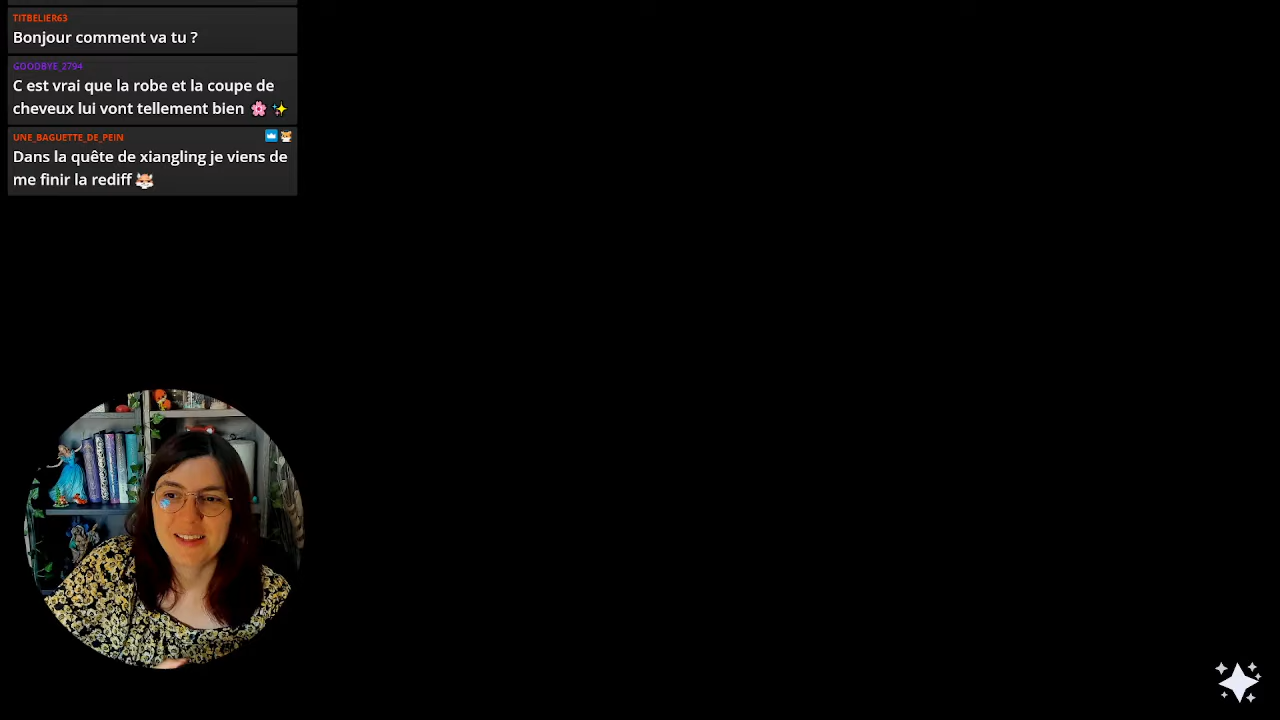 TITBELIER63
Bonjour comment va tu ?
GOODBYE_2794
C est vrai que la robe et la coupe de
cheveux lui vont tellement bien 🌸 ✨
UNE_BAGUETTE_DE_PEIN
Dans la quête de xiangling je viens de
me finir la rediff